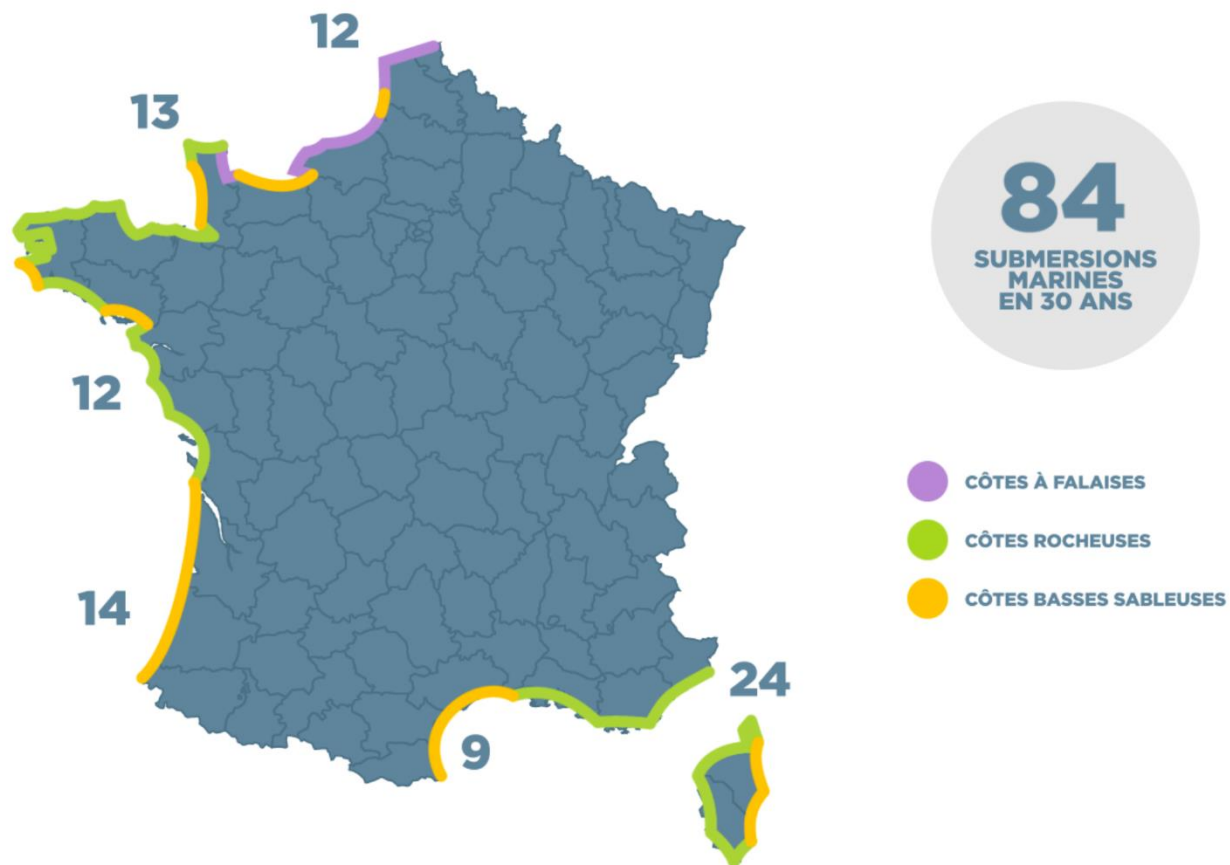 12
13
84
SUBMERSIONS
MARINES
EN 30 ANS
12
CÔTES À FALAISES
CÔTES ROCHEUSES
CÔTES BASSES SABLEUSES
14
24
9